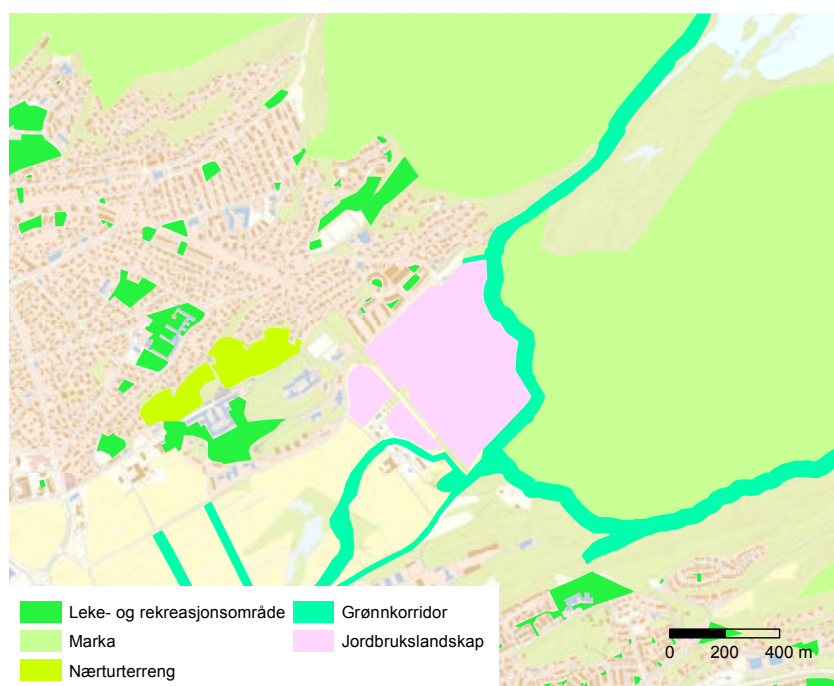 Leke- og rekreasjonsområde
Marka
Nærturterreng
Grønnkorridor
Jordbrukslandskap
0 200 400 m